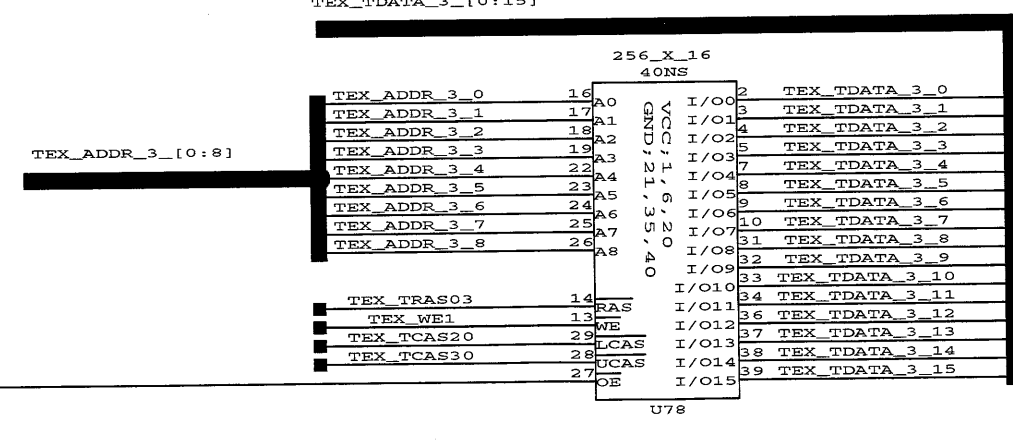 TEX_TDATA_3_[0:15]
256_X_16
40NS
TEX_ADDR_3_[0:8]
TEX_ADDR_3_0 16 A0 I/O0 2 TEX_TDATA_3_0
TEX_ADDR_3_1 17 A1 I/O1 3 TEX_TDATA_3_1
TEX_ADDR_3_2 18 A2 I/O2 4 TEX_TDATA_3_2
TEX_ADDR_3_3 19 A3 I/O3 5 TEX_TDATA_3_3
TEX_ADDR_3_4 22 A4 I/O4 7 TEX_TDATA_3_4
TEX_ADDR_3_5 23 A5 I/O5 8 TEX_TDATA_3_5
TEX_ADDR_3_6 24 A6 I/O6 9 TEX_TDATA_3_6
TEX_ADDR_3_7 25 A7 I/O7 10 TEX_TDATA_3_7
TEX_ADDR_3_8 26 A8 I/O8 31 TEX_TDATA_3_8
I/O9 32 TEX_TDATA_3_9
I/O10 33 TEX_TDATA_3_10
TEX_TRAS03 14 RAS I/O11 34 TEX_TDATA_3_11
TEX_WE1 13 WE I/O12 36 TEX_TDATA_3_12
TEX_TCAS20 29 LCAS I/O13 37 TEX_TDATA_3_13
TEX_TCAS30 28 UCAS I/O14 38 TEX_TDATA_3_14
27 OE I/O15 39 TEX_TDATA_3_15
VCC;1,6,20
GND;21,35,40
U78